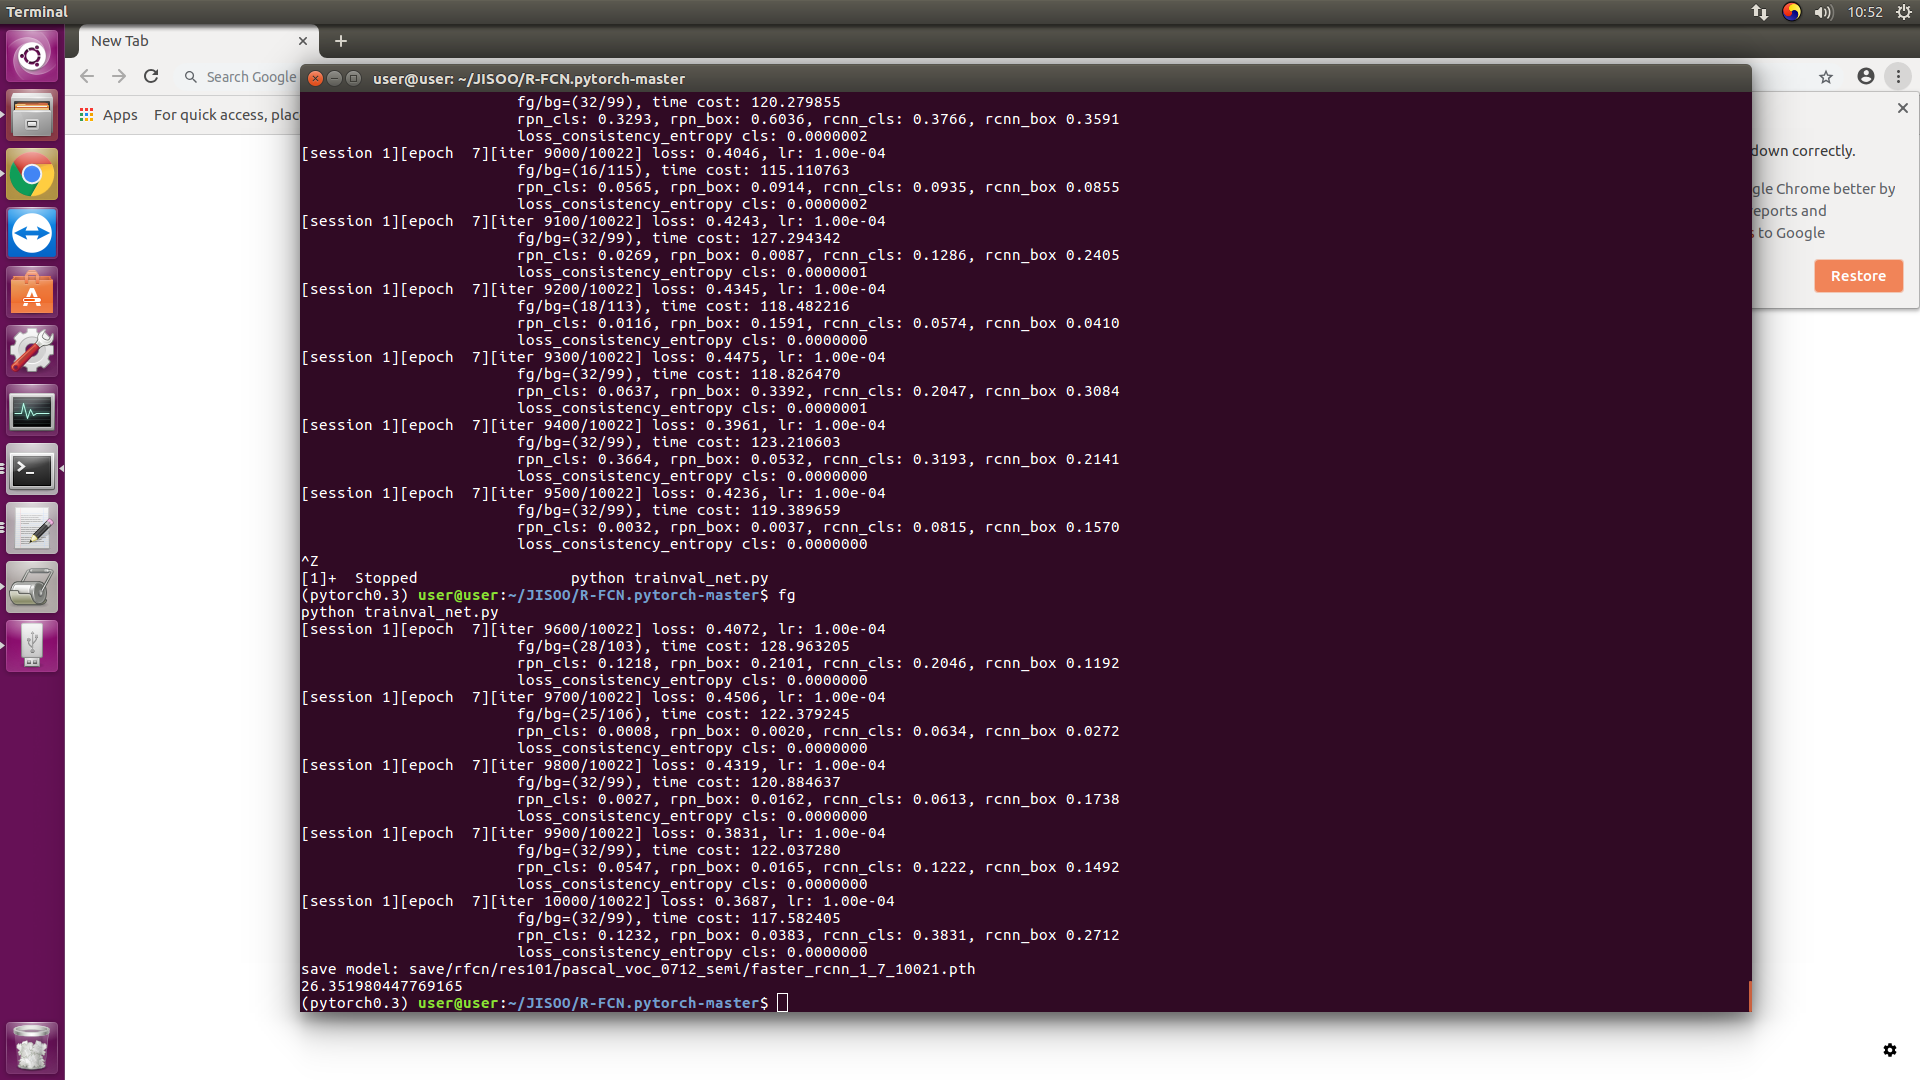 Terminal
10:52
New Tab
Search Google
Apps
For quick access, plac
user@user: ~/JISOO/R-FCN.pytorch-master
fg/bg=(32/99), time cost: 120.279855
rpn_cls: 0.3293, rpn_box: 0.6036, rcnn_cls: 0.3766, rcnn_box 0.3591
loss_consistency_entropy cls: 0.0000002
[session 1][epoch  7][iter 9000/10022] loss: 0.4046, lr: 1.00e-04
fg/bg=(16/115), time cost: 115.110763
rpn_cls: 0.0565, rpn_box: 0.0914, rcnn_cls: 0.0935, rcnn_box 0.0855
loss_consistency_entropy cls: 0.0000002
[session 1][epoch  7][iter 9100/10022] loss: 0.4243, lr: 1.00e-04
fg/bg=(32/99), time cost: 127.294342
rpn_cls: 0.0269, rpn_box: 0.0087, rcnn_cls: 0.1286, rcnn_box 0.2405
loss_consistency_entropy cls: 0.0000001
[session 1][epoch  7][iter 9200/10022] loss: 0.4345, lr: 1.00e-04
fg/bg=(18/113), time cost: 118.482216
rpn_cls: 0.0116, rpn_box: 0.1591, rcnn_cls: 0.0574, rcnn_box 0.0410
loss_consistency_entropy cls: 0.0000000
[session 1][epoch  7][iter 9300/10022] loss: 0.4475, lr: 1.00e-04
fg/bg=(32/99), time cost: 118.826470
rpn_cls: 0.0637, rpn_box: 0.3392, rcnn_cls: 0.2047, rcnn_box 0.3084
loss_consistency_entropy cls: 0.0000001
[session 1][epoch  7][iter 9400/10022] loss: 0.3961, lr: 1.00e-04
fg/bg=(32/99), time cost: 123.210603
rpn_cls: 0.3664, rpn_box: 0.0532, rcnn_cls: 0.3193, rcnn_box 0.2141
loss_consistency_entropy cls: 0.0000000
[session 1][epoch  7][iter 9500/10022] loss: 0.4236, lr: 1.00e-04
fg/bg=(32/99), time cost: 119.389659
rpn_cls: 0.0032, rpn_box: 0.0037, rcnn_cls: 0.0815, rcnn_box 0.1570
loss_consistency_entropy cls: 0.0000000
^Z
[1]+  Stopped                 python trainval_net.py
(pytorch0.3) user@user:~/JISOO/R-FCN.pytorch-master$ fg
python trainval_net.py
[session 1][epoch  7][iter 9600/10022] loss: 0.4072, lr: 1.00e-04
fg/bg=(28/103), time cost: 128.963205
rpn_cls: 0.1218, rpn_box: 0.2101, rcnn_cls: 0.2046, rcnn_box 0.1192
loss_consistency_entropy cls: 0.0000000
[session 1][epoch  7][iter 9700/10022] loss: 0.4506, lr: 1.00e-04
fg/bg=(25/106), time cost: 122.379245
rpn_cls: 0.0008, rpn_box: 0.0020, rcnn_cls: 0.0634, rcnn_box 0.0272
loss_consistency_entropy cls: 0.0000000
[session 1][epoch  7][iter 9800/10022] loss: 0.4319, lr: 1.00e-04
fg/bg=(32/99), time cost: 120.884637
rpn_cls: 0.0027, rpn_box: 0.0162, rcnn_cls: 0.0613, rcnn_box 0.1738
loss_consistency_entropy cls: 0.0000000
[session 1][epoch  7][iter 9900/10022] loss: 0.3831, lr: 1.00e-04
fg/bg=(32/99), time cost: 122.037280
rpn_cls: 0.0547, rpn_box: 0.0165, rcnn_cls: 0.1222, rcnn_box 0.1492
loss_consistency_entropy cls: 0.0000000
[session 1][epoch  7][iter 10000/10022] loss: 0.3687, lr: 1.00e-04
fg/bg=(32/99), time cost: 117.582405
rpn_cls: 0.1232, rpn_box: 0.0383, rcnn_cls: 0.3831, rcnn_box 0.2712
loss_consistency_entropy cls: 0.0000000
save model: save/rfcn/res101/pascal_voc_0712_semi/faster_rcnn_1_7_10021.pth
26.351980447769165
(pytorch0.3) user@user:~/JISOO/R-FCN.pytorch-master$
down correctly.
gle Chrome better by
eports and
s to Google
Restore